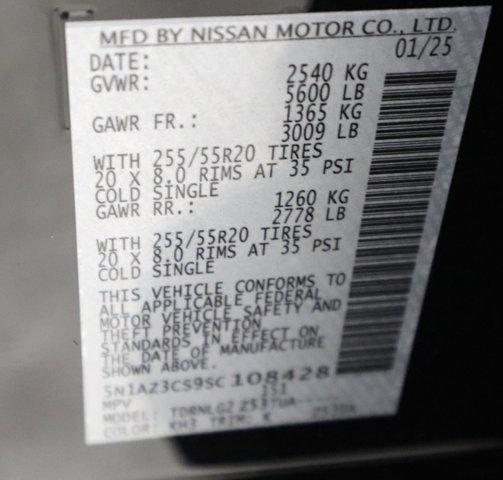 MFD BY NISSAN MOTOR CO., LTD.
DATE: 01/25
GVWR: 2540 KG
5600 LB
GAWR FR.: 1365 KG
3009 LB
WITH 255/55R20 TIRES
20 X 8.0 RIMS AT 35 PSI
COLD SINGLE
GAWR RR.: 1260 KG
2778 LB
WITH 255/55R20 TIRES
20 X 8.0 RIMS AT 35 PSI
COLD SINGLE
THIS VEHICLE CONFORMS TO
ALL APPLICABLE FEDERAL
MOTOR VEHICLE SAFETY AND
THEFT PREVENTION
STANDARDS IN EFFECT ON
THE DATE OF MANUFACTURE
SHOWN ABOVE.
5N1AZ3CS9SC108428
MPV
MODEL:
COLOR: KH3 TRIM: K